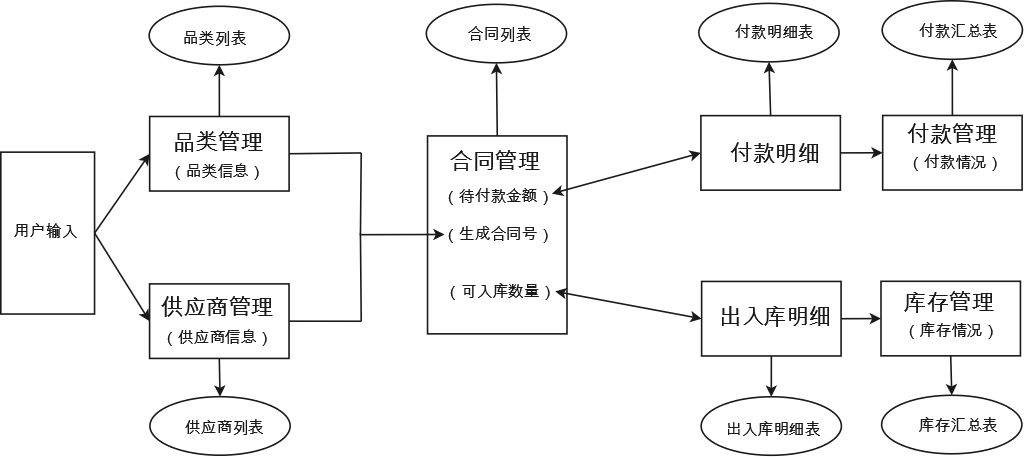 品类列表
合同列表
付款明细表
付款汇总表
品类管理
（品类信息）
用户输入
供应商管理
（供应商信息）
供应商列表
合同管理
（待付款金额）
（生成合同号）
（可入库数量）
付款明细
付款管理
（付款情况）
出入库明细
库存管理
（库存情况）
出入库明细表
库存汇总表